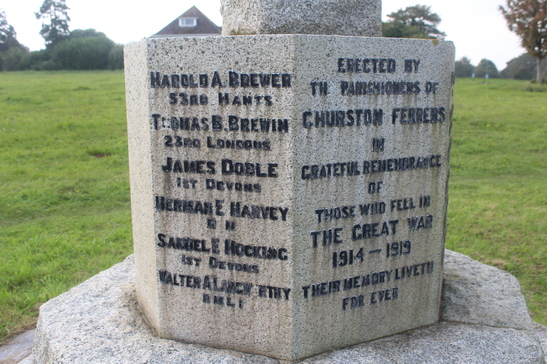 HAROLD A. BREWER
53RD HANTS
THOMAS B. BREWIN
23RD LONDONS
JAMES DOBLE
1ST DEVONS
HERMAN E. HARVEY
R N
SAMUEL E. HOCKING
1ST DEVONS
WALTER A. LANGWORTHY
R M L I
ERECTED BY
TH PARISHIONERS OF
CHURSTON FERRERS
IN
GRATEFUL REMEMBRANCE
OF
THOSE WHO FELL IN
THE GREAT WAR
1914 – 1919
THEIR MEMORY LIVETH
FOR EVER